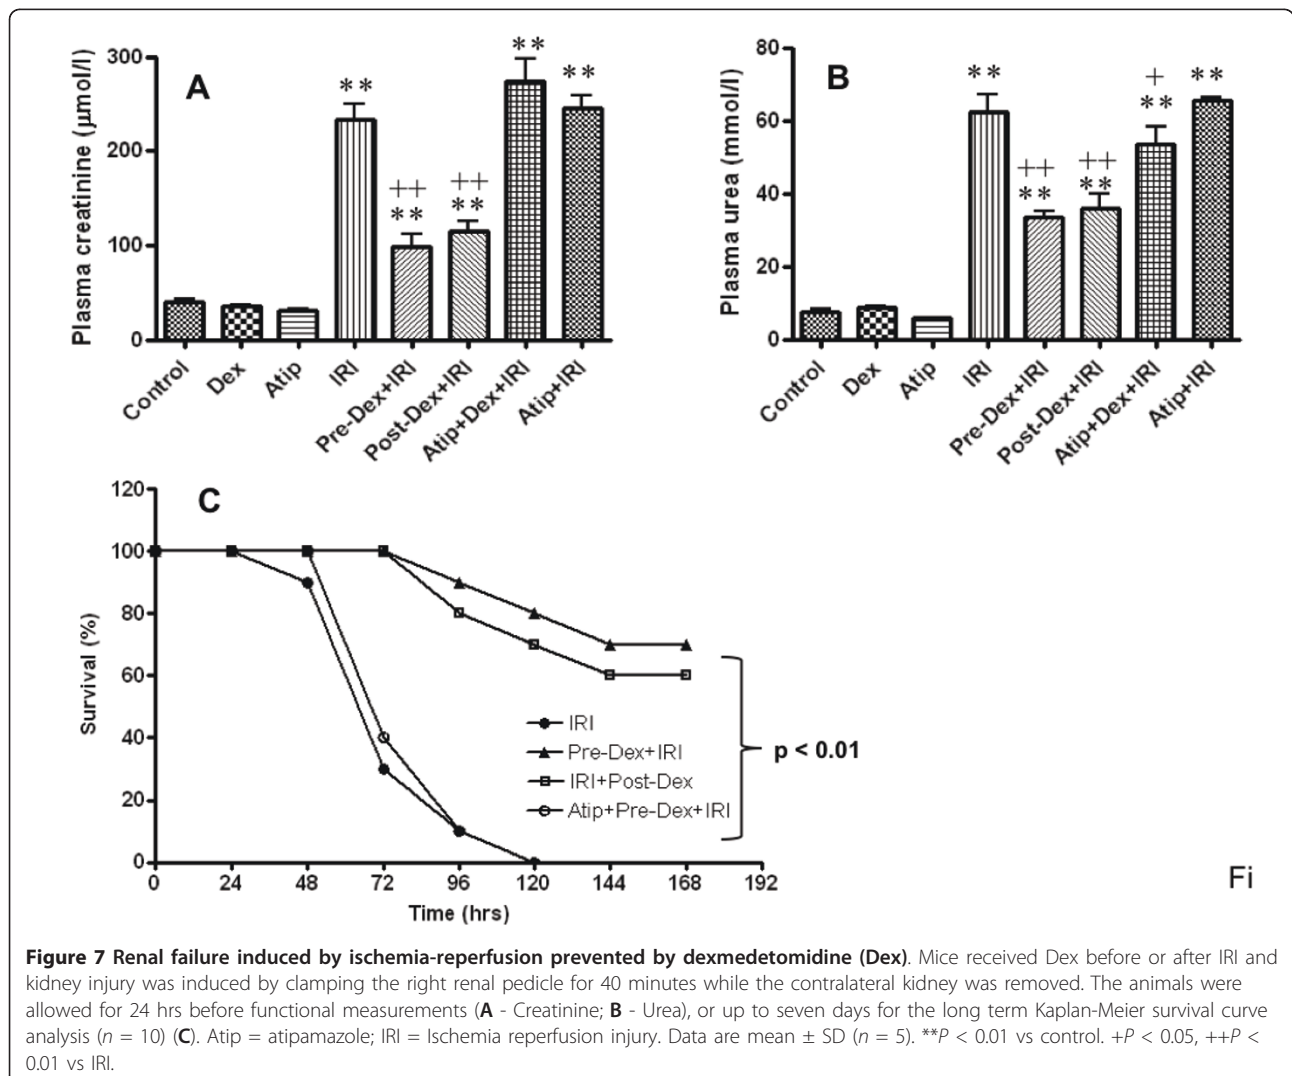 A
Plasma creatinine (µmol/l)
300
200
100
0
**
++
**
++
**
**
**
Control
Dex
Atip
IRI
Pre-Dex+IRI
Post-Dex+IRI
Atip+Dex+IRI
Atip+IRI
B
Plasma urea (mmol/l)
80
60
40
20
0
**
++
**
++
**
+
**
**
Control
Dex
Atip
IRI
Pre-Dex+IRI
Post-Dex+IRI
Atip+Dex+IRI
Atip+IRI
C
Survival (%)
120
100
80
60
40
20
0
IRI
Pre-Dex+IRI
IRI+Post-Dex
Atip+Pre-Dex+IRI
p < 0.01
0 24 48 72 96 120 144 168 192
Time (hrs)
Fi
Figure 7 Renal failure induced by ischemia-reperfusion prevented by dexmedetomidine (Dex). Mice received Dex before or after IRI and
kidney injury was induced by clamping the right renal pedicle for 40 minutes while the contralateral kidney was removed. The animals were
allowed for 24 hrs before functional measurements (A - Creatinine; B - Urea), or up to seven days for the long term Kaplan-Meier survival curve
analysis (n = 10) (C). Atip = atipamazole; IRI = Ischemia reperfusion injury. Data are mean ± SD (n = 5). **P < 0.01 vs control. +P < 0.05, ++P <
0.01 vs IRI.